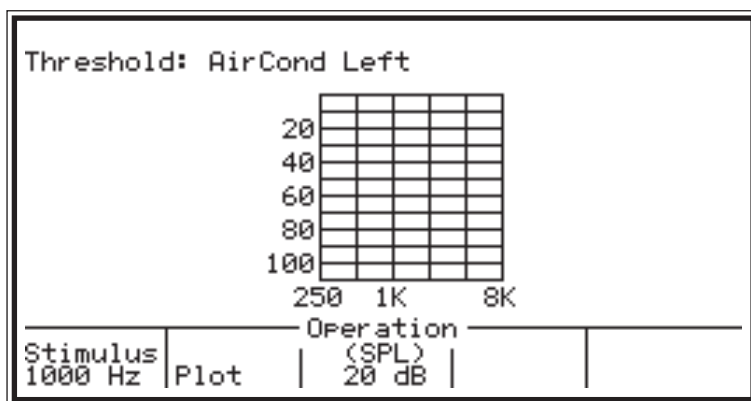 Threshold: AirCond Left
20
40
60
80
100
250 1K 8K
Operation
Stimulus (SPL)
1000 Hz Plot 20 dB